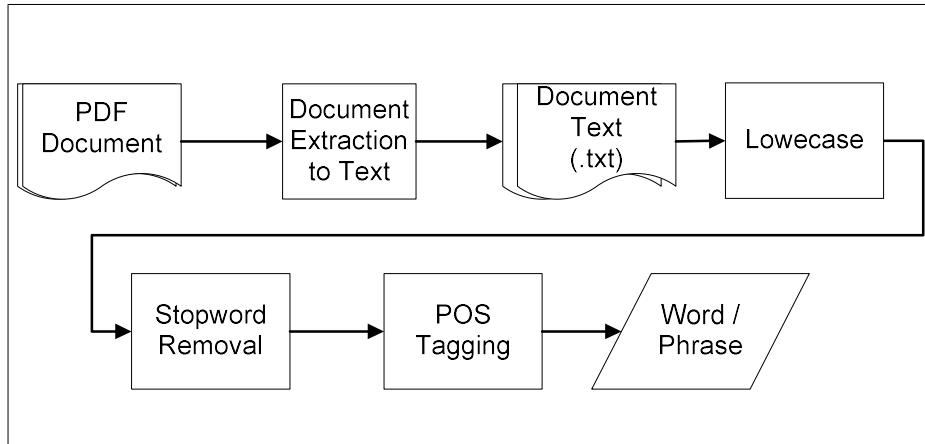 PDF
Document
Document
Extraction
to Text
Document
Text
(.txt)
Lowecase
Stopword
Removal
POS
Tagging
Word /
Phrase